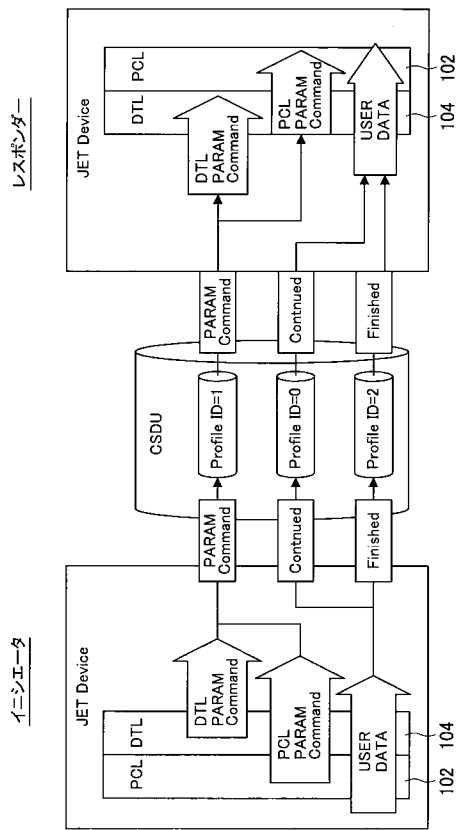 イニシエータ
JET Device
PCL
DTL
DTL
PARAM
Command
PCL
PARAM
Command
USER
DATA
102
104
PARAM
Command
Contnued
Finished
CSDU
Profile ID=1
Profile ID=0
Profile ID=2
PARAM
Command
Contnued
Finished
レスポンダー
JET Device
DTL
PCL
DTL
PARAM
Command
PCL
PARAM
Command
USER
DATA
104
102